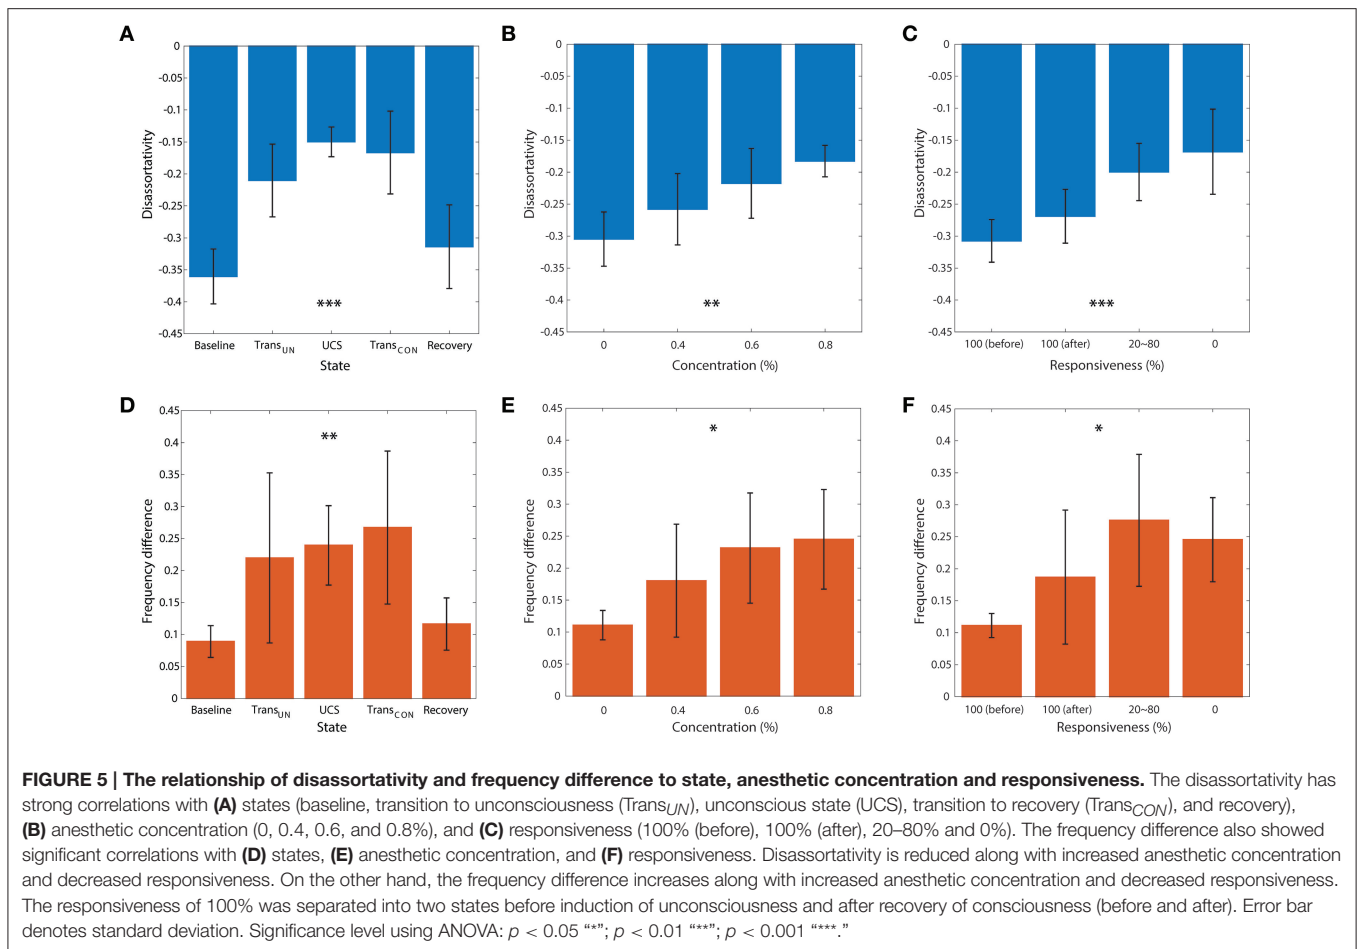 A
0
-0.05
-0.1
-0.15
-0.2
-0.25
-0.3
-0.35
-0.4
-0.45
Disassortativity
***
Baseline TransUN UCS TransCON Recovery
State
B
0
-0.05
-0.1
-0.15
-0.2
-0.25
-0.3
-0.35
-0.4
-0.45
Disassortativity
**
0 0.4 0.6 0.8
Concentration (%)
C
0
-0.05
-0.1
-0.15
-0.2
-0.25
-0.3
-0.35
-0.4
-0.45
Disassortativity
***
100 (before) 100 (after) 20~80 0
Responsiveness (%)
D
0.45
0.4
0.35
0.3
0.25
0.2
0.15
0.1
0.05
0
Frequency difference
**
Baseline TransUN UCS TransCON Recovery
State
E
0.45
0.4
0.35
0.3
0.25
0.2
0.15
0.1
0.05
0
Frequency difference
*
0 0.4 0.6 0.8
Concentration (%)
F
0.45
0.4
0.35
0.3
0.25
0.2
0.15
0.1
0.05
0
Frequency difference
*
100 (before) 100 (after) 20~80 0
Responsiveness (%)
FIGURE 5 | The relationship of disassortativity and frequency difference to state, anesthetic concentration and responsiveness. The disassortativity has
strong correlations with (A) states (baseline, transition to unconsciousness (TransUN), unconscious state (UCS), transition to recovery (TransCON), and recovery),
(B) anesthetic concentration (0, 0.4, 0.6, and 0.8%), and (C) responsiveness (100% (before), 100% (after), 20–80% and 0%). The frequency difference also showed
significant correlations with (D) states, (E) anesthetic concentration, and (F) responsiveness. Disassortativity is reduced along with increased anesthetic concentration
and decreased responsiveness. On the other hand, the frequency difference increases along with increased anesthetic concentration and decreased responsiveness.
The responsiveness of 100% was separated into two states before induction of unconsciousness and after recovery of consciousness (before and after). Error bar
denotes standard deviation. Significance level using ANOVA: p < 0.05 “*”; p < 0.01 “**”; p < 0.001 “***.”